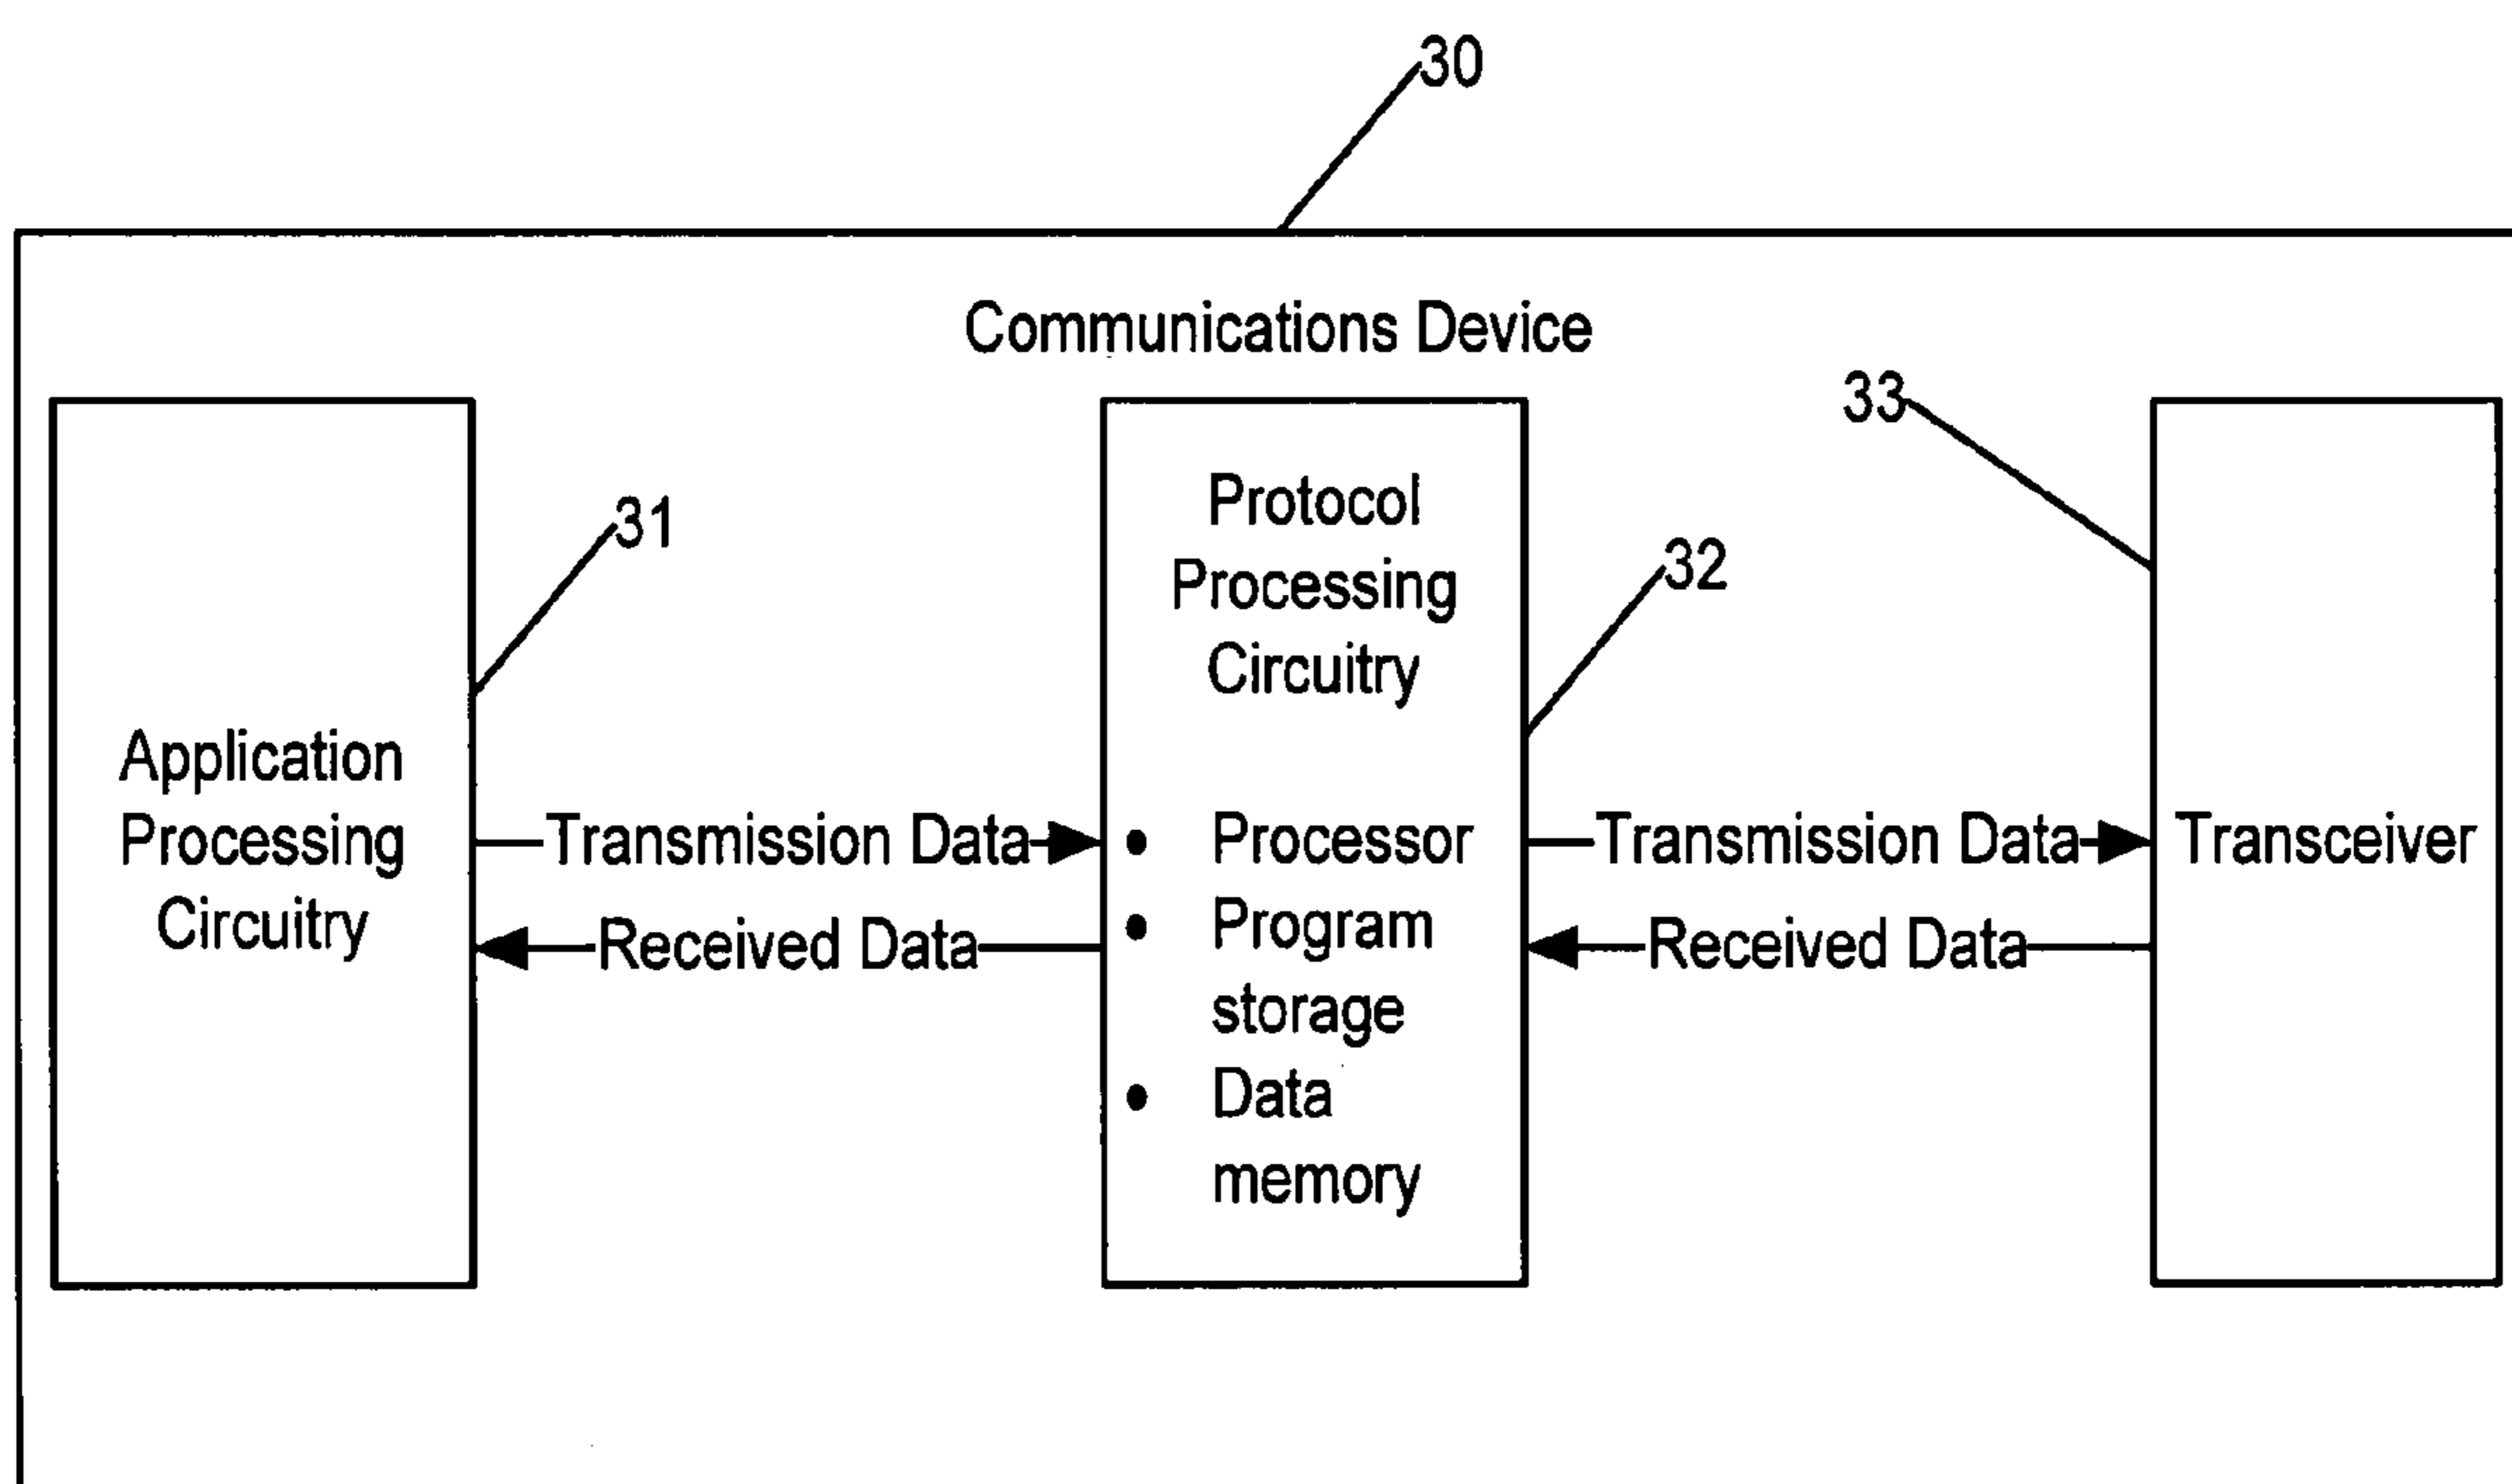 30
Communications Device
33
31
Protocol
Processing
Circuitry
32
Application
Processing
Circuitry
Transmission Data
• Processor
• Program
storage
• Data
memory
Transmission Data
Transceiver
Received Data
Received Data